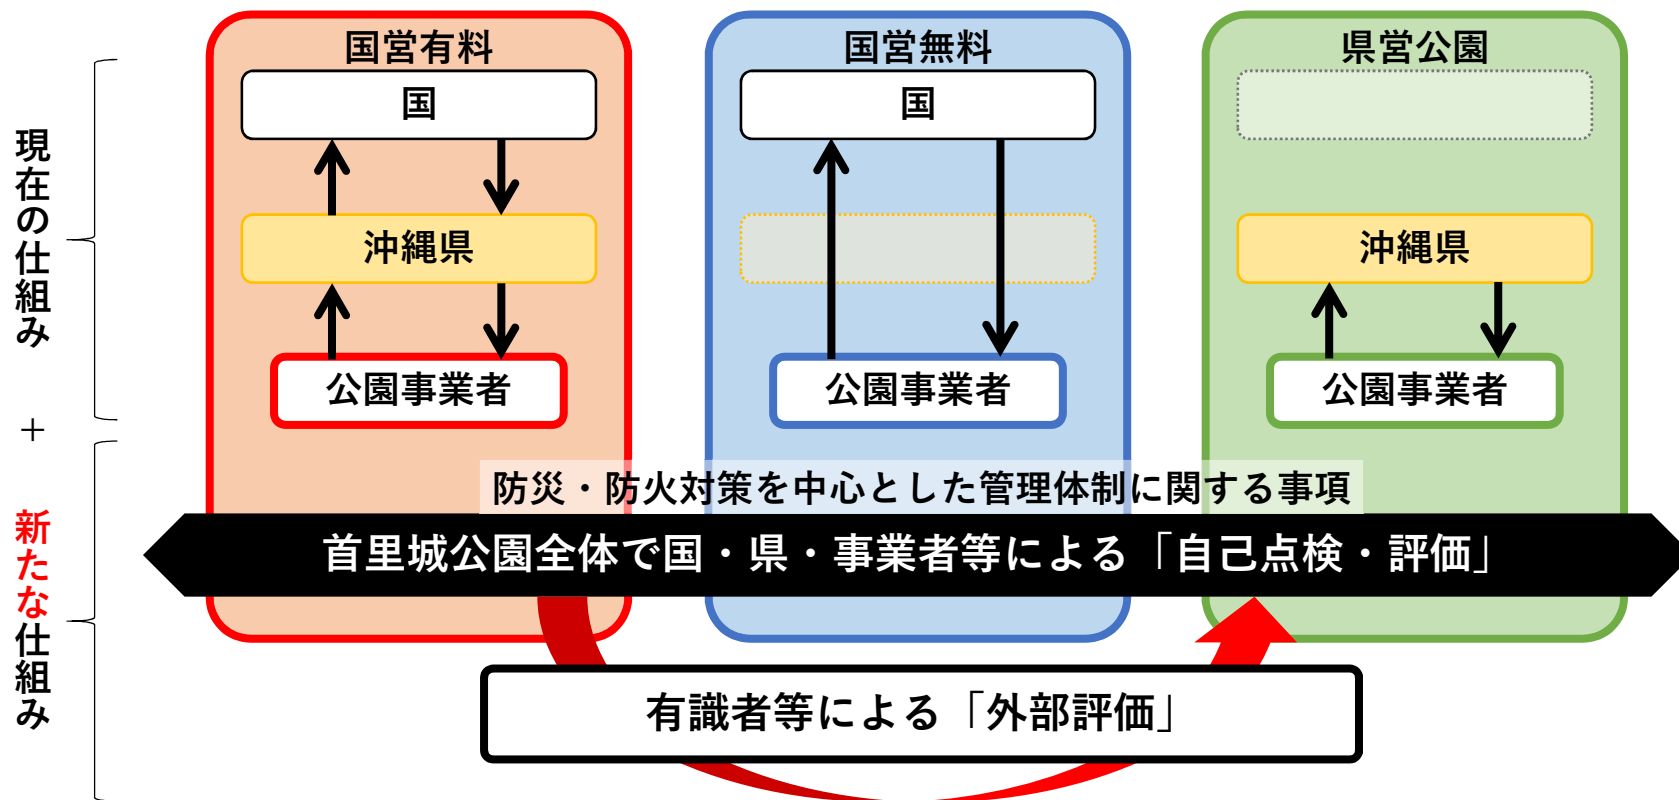 国営有料
国営無料
県営公園
国
国
現在の仕組み
沖縄県
沖縄県
公園事業者
公園事業者
公園事業者
＋
防災・防火対策を中心とした管理体制に関する事項
首里城公園全体で国・県・事業者等による「自己点検・評価」
新たな仕組み
有識者等による「外部評価」